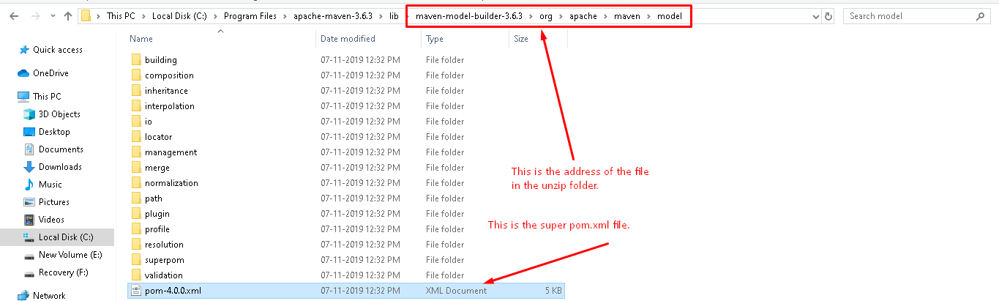 This PC > Local Disk (C:) > Program Files > apache-maven-3.6.3 > lib > maven-model-builder-3.6.3 > org > apache > maven > model
Search model
Name Date modified Type Size
Quick access
OneDrive
This PC
3D Objects
Desktop
Documents
Downloads
Music
Pictures
Videos
Local Disk (C:)
New Volume (E:)
Recovery (F:)
Network
building 07-11-2019 12:32 PM File folder
composition 07-11-2019 12:32 PM File folder
inheritance 07-11-2019 12:32 PM File folder
interpolation 07-11-2019 12:32 PM File folder
io 07-11-2019 12:32 PM File folder
locator 07-11-2019 12:32 PM File folder
management 07-11-2019 12:32 PM File folder
merge 07-11-2019 12:32 PM File folder
normalization 07-11-2019 12:32 PM File folder
path 07-11-2019 12:32 PM File folder
plugin 07-11-2019 12:32 PM File folder
profile 07-11-2019 12:32 PM File folder
resolution 07-11-2019 12:32 PM File folder
superpom 07-11-2019 12:32 PM File folder
validation 07-11-2019 12:32 PM File folder
pom-4.0.0.xml 07-11-2019 12:32 PM XML Document 5 KB
This is the address of the file
in the unzip folder.
This is the super pom.xml file.